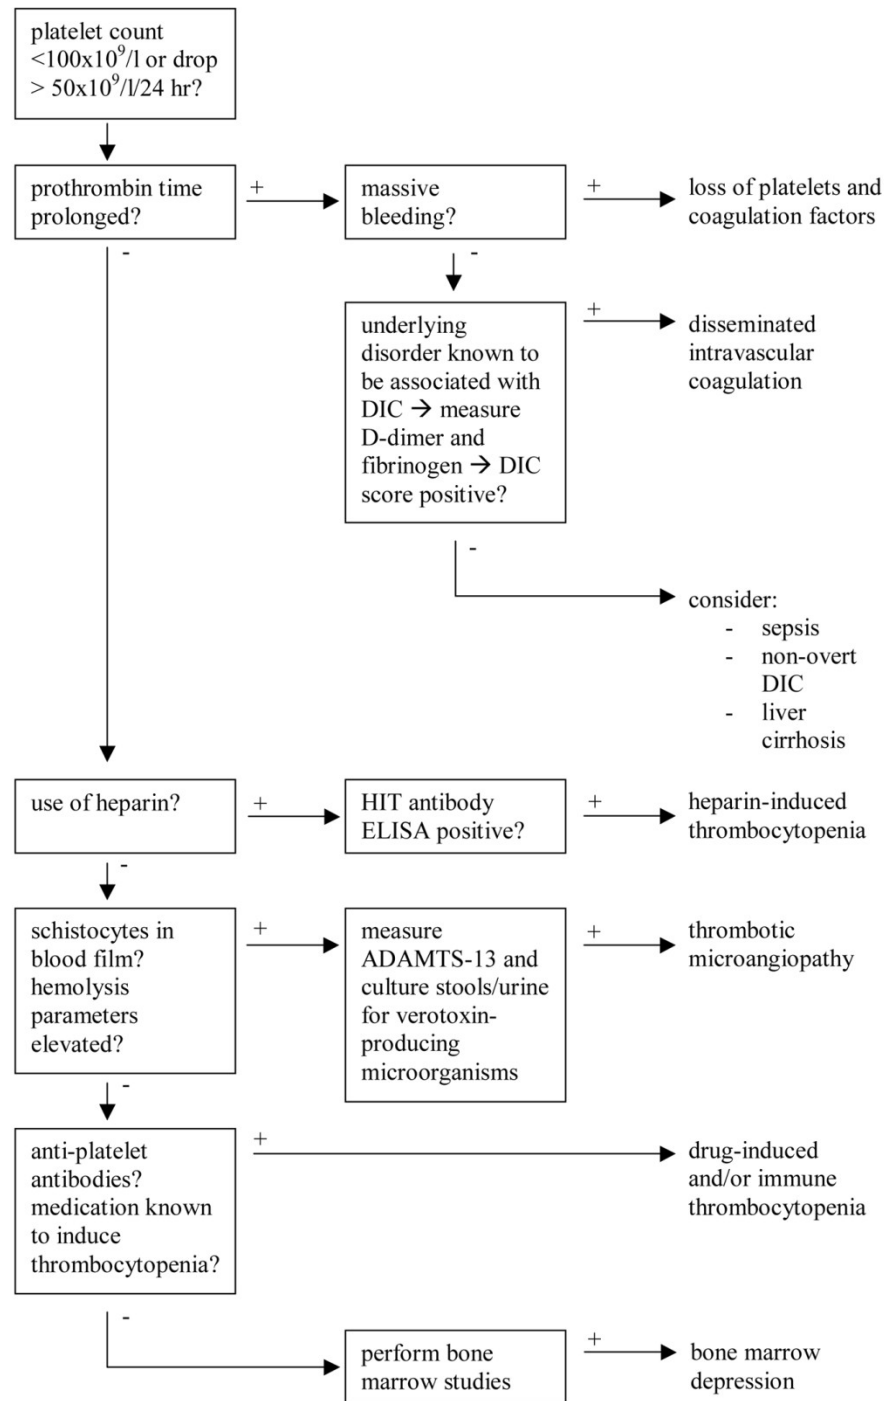 platelet count
<100x10⁹/l or drop
> 50x10⁹/l/24 hr?
prothrombin time
prolonged?
+
massive
bleeding?
+
loss of platelets and
coagulation factors
-
-
underlying
disorder known to
be associated with
DIC → measure
D-dimer and
fibrinogen → DIC
score positive?
+
disseminated
intravascular
coagulation
-
consider:
- sepsis
- non-overt
DIC
- liver
cirrhosis
use of heparin?
+
HIT antibody
ELISA positive?
+
heparin-induced
thrombocytopenia
-
schistocytes in
blood film?
hemolysis
parameters
elevated?
+
measure
ADAMTS-13 and
culture stools/urine
for verotoxin-
producing
microorganisms
+
thrombotic
microangiopathy
-
anti-platelet
antibodies?
medication known
to induce
thrombocytopenia?
+
drug-induced
and/or immune
thrombocytopenia
-
perform bone
marrow studies
+
bone marrow
depression